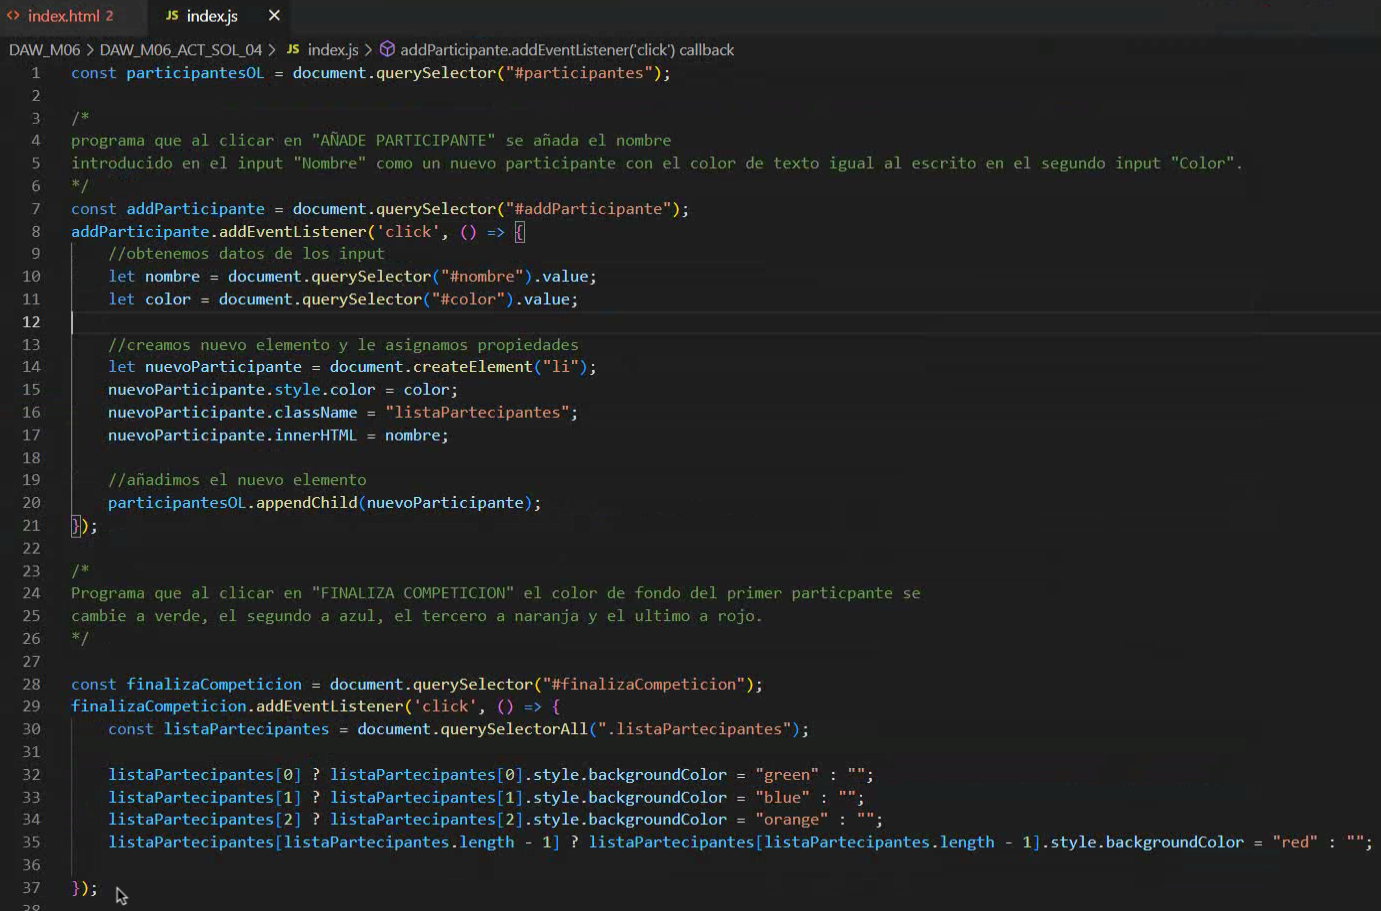 <> index.html 2
JS index.js ×
DAW_M06 > DAW_M06_ACT_SOL_04 > JS index.js > addParticipante.addEventListener('click') callback
1 const participantesOL = document.querySelector("#participantes");
2
3 /*
4 programa que al clicar en "AÑADE PARTICIPANTE" se añada el nombre
5 introducido en el input "Nombre" como un nuevo participante con el color de texto igual al escrito en el segundo input "Color".
6 */
7 const addParticipante = document.querySelector("#addParticipante");
8 addParticipante.addEventListener('click', () => {
9 //obtenemos datos de los input
10 let nombre = document.querySelector("#nombre").value;
11 let color = document.querySelector("#color").value;
12
13 //creamos nuevo elemento y le asignamos propiedades
14 let nuevoParticipante = document.createElement("li");
15 nuevoParticipante.style.color = color;
16 nuevoParticipante.className = "listaPartecipantes";
17 nuevoParticipante.innerHTML = nombre;
18
19 //añadimos el nuevo elemento
20 participantesOL.appendChild(nuevoParticipante);
21 });
22
23 /*
24 Programa que al clicar en "FINALIZA COMPETICION" el color de fondo del primer particpante se
25 cambie a verde, el segundo a azul, el tercero a naranja y el ultimo a rojo.
26 */
27
28 const finalizaCompeticion = document.querySelector("#finalizaCompeticion");
29 finalizaCompeticion.addEventListener('click', () => {
30 const listaPartecipantes = document.querySelectorAll(".listaPartecipantes");
31
32 listaPartecipantes[0] ? listaPartecipantes[0].style.backgroundColor = "green" : "";
33 listaPartecipantes[1] ? listaPartecipantes[1].style.backgroundColor = "blue" : "";
34 listaPartecipantes[2] ? listaPartecipantes[2].style.backgroundColor = "orange" : "";
35 listaPartecipantes[listaPartecipantes.length - 1] ? listaPartecipantes[listaPartecipantes.length - 1].style.backgroundColor = "red" : "";
36
37 });
38